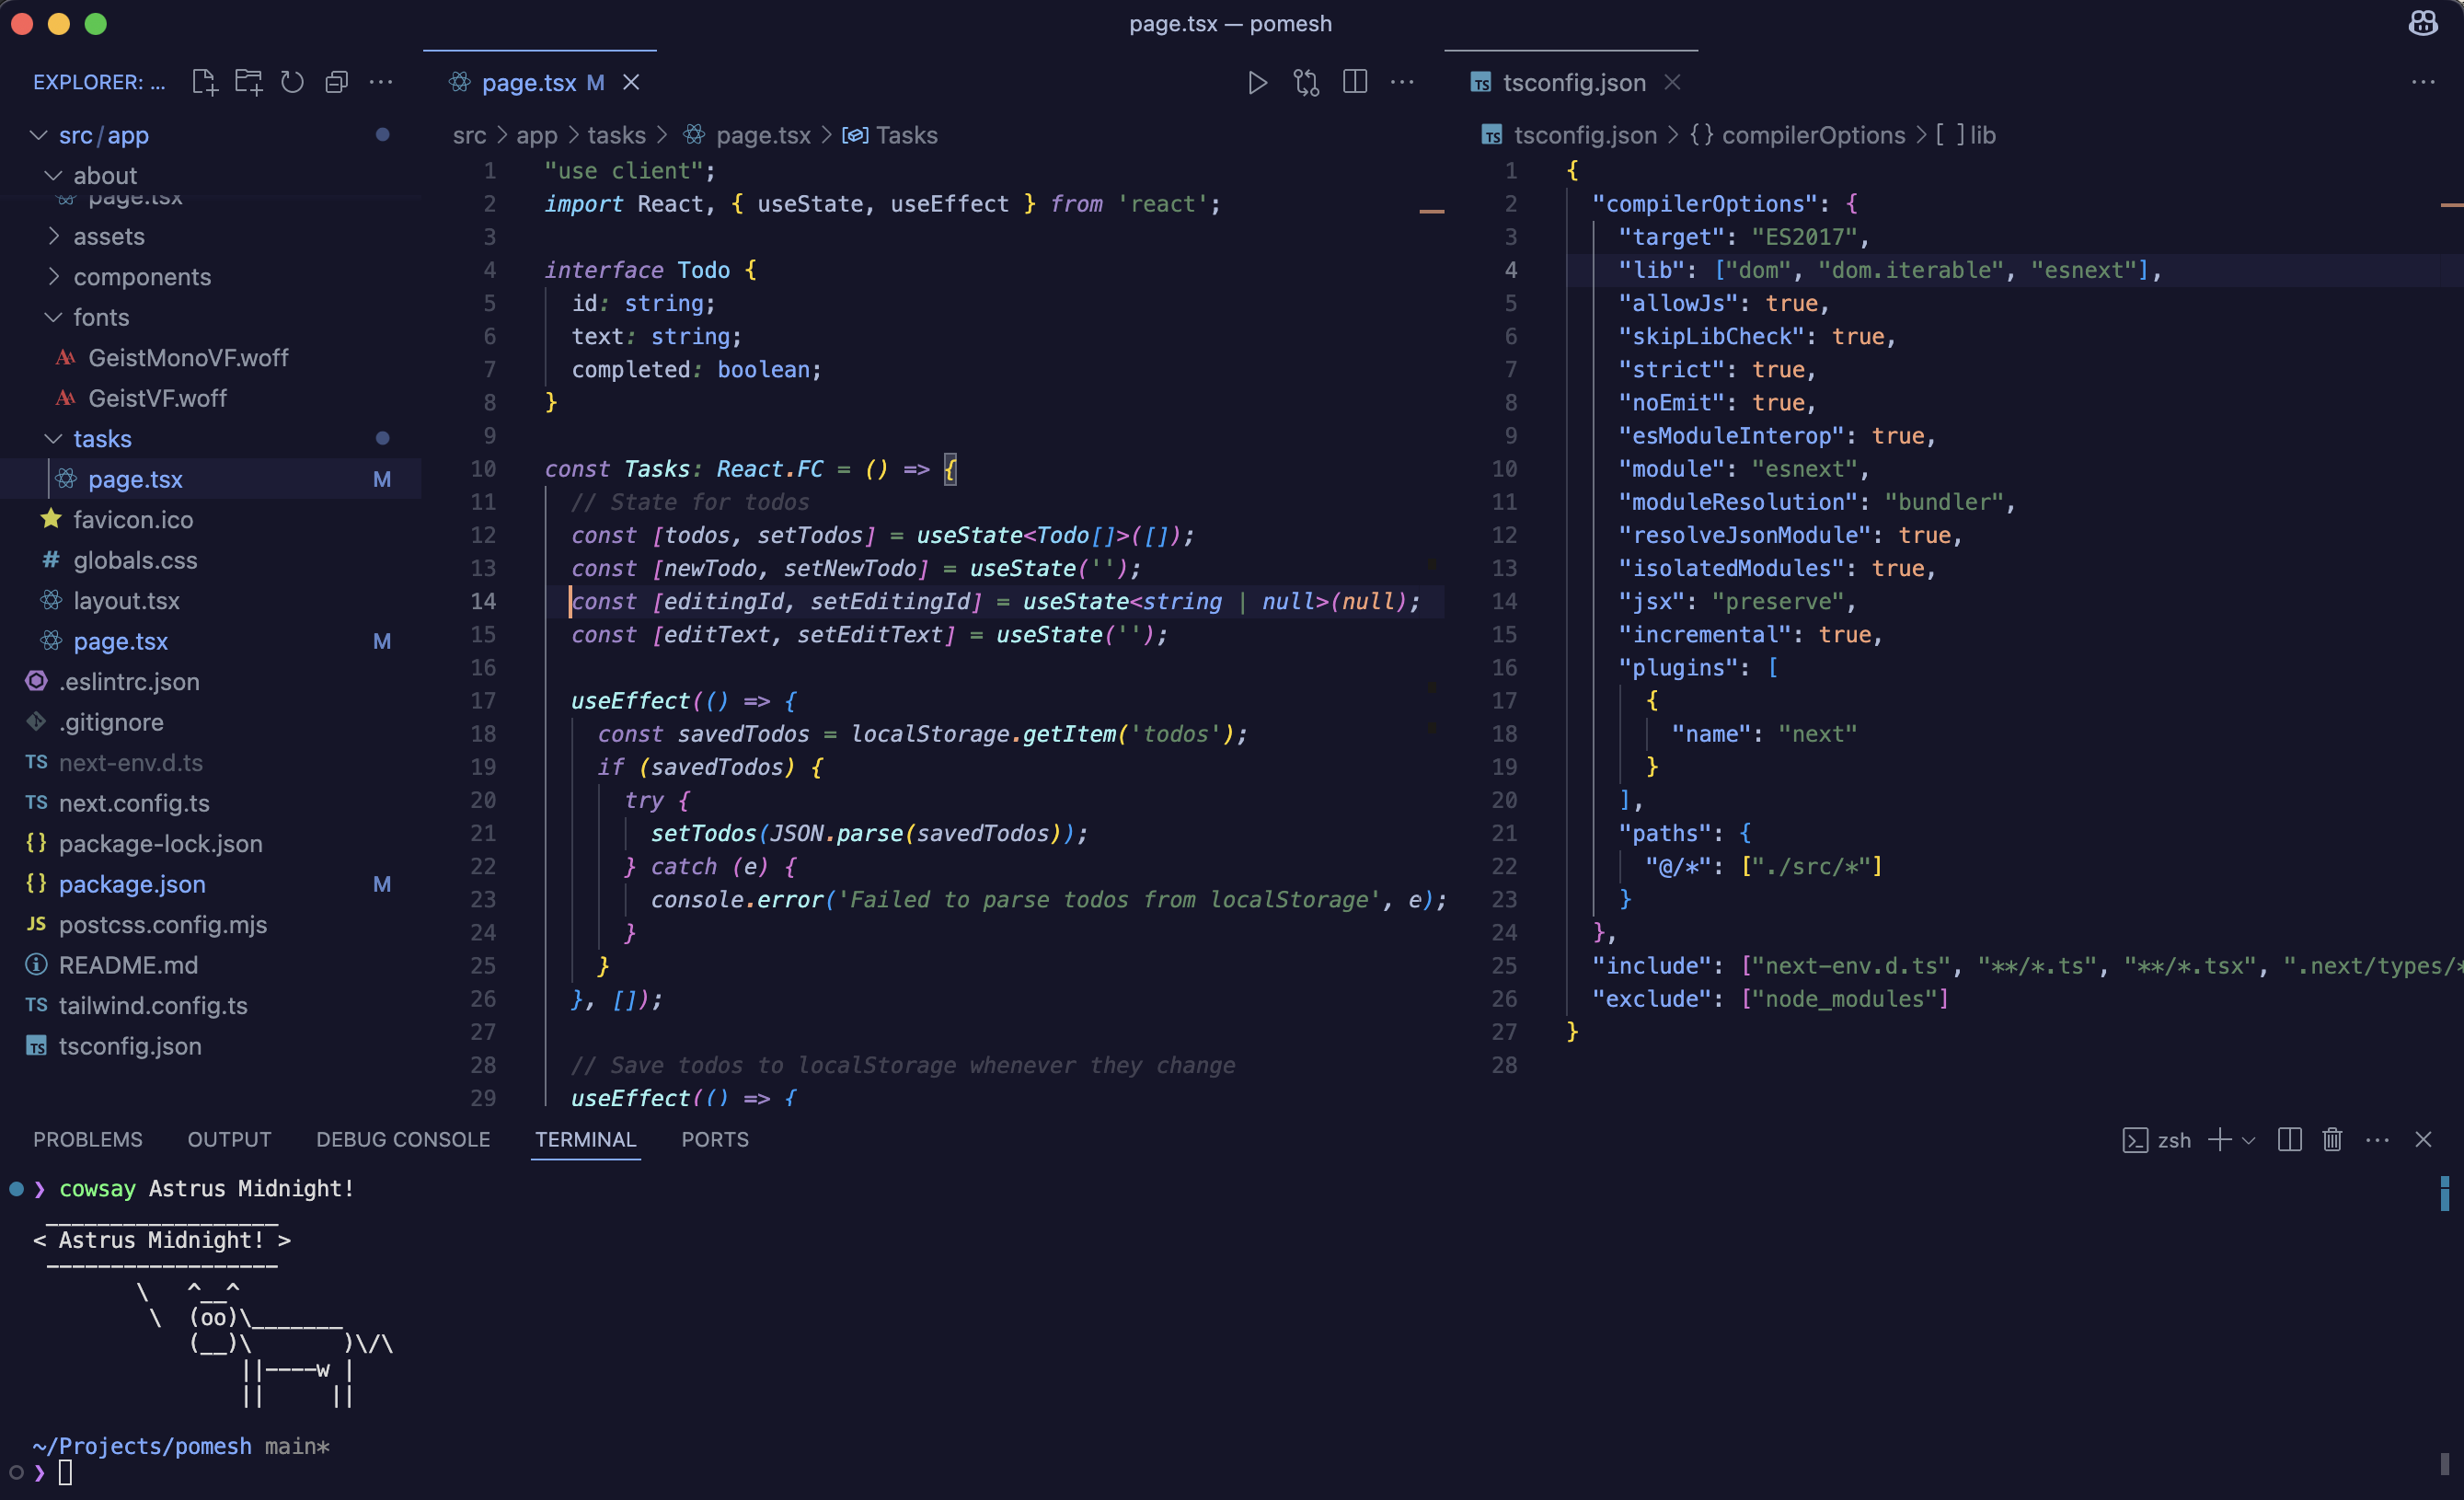 page.tsx — pomesh
EXPLORER: ...
src/app
about
page.tsx
assets
components
fonts
GeistMonoVF.woff
GeistVF.woff
tasks
page.tsx M
favicon.ico
# globals.css
layout.tsx
page.tsx M
.eslintrc.json
.gitignore
TS next-env.d.ts
TS next.config.ts
{} package-lock.json
{} package.json M
JS postcss.config.mjs
README.md
TS tailwind.config.ts
TS tsconfig.json
page.tsx M
src > app > tasks > page.tsx > Tasks
1 "use client";
2 import React, { useState, useEffect } from 'react';
3
4 interface Todo {
5   id: string;
6   text: string;
7   completed: boolean;
8 }
9
10 const Tasks: React.FC = () => {
11   // State for todos
12   const [todos, setTodos] = useState<Todo[]>([]);
13   const [newTodo, setNewTodo] = useState('');
14   const [editingId, setEditingId] = useState<string | null>(null);
15   const [editText, setEditText] = useState('');
16
17   useEffect(() => {
18     const savedTodos = localStorage.getItem('todos');
19     if (savedTodos) {
20       try {
21         setTodos(JSON.parse(savedTodos));
22       } catch (e) {
23         console.error('Failed to parse todos from localStorage', e);
24       }
25     }
26   }, []);
27
28   // Save todos to localStorage whenever they change
29   useEffect(() => {
TS tsconfig.json
TS tsconfig.json > {} compilerOptions > [ ] lib
1 {
2   "compilerOptions": {
3     "target": "ES2017",
4     "lib": ["dom", "dom.iterable", "esnext"],
5     "allowJs": true,
6     "skipLibCheck": true,
7     "strict": true,
8     "noEmit": true,
9     "esModuleInterop": true,
10     "module": "esnext",
11     "moduleResolution": "bundler",
12     "resolveJsonModule": true,
13     "isolatedModules": true,
14     "jsx": "preserve",
15     "incremental": true,
16     "plugins": [
17       {
18         "name": "next"
19       }
20     ],
21     "paths": {
22       "@/*": ["./src/*"]
23     }
24   },
25   "include": ["next-env.d.ts", "**/*.ts", "**/*.tsx", ".next/types/*
26   "exclude": ["node_modules"]
27 }
28
PROBLEMS OUTPUT DEBUG CONSOLE TERMINAL PORTS
zsh
❯ cowsay Astrus Midnight!
 __________________
< Astrus Midnight! >
 ------------------
        \   ^__^
         \  (oo)\_______
            (__)\       )\/\
                ||----w |
                ||     ||
~/Projects/pomesh main*
❯